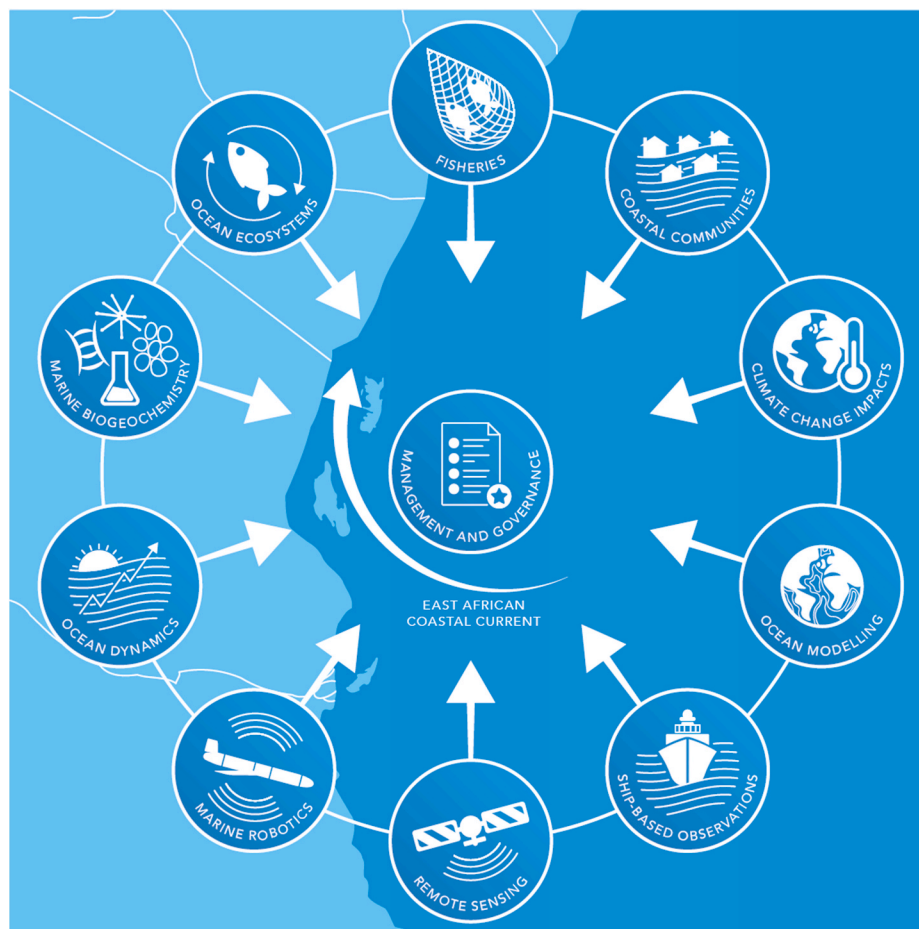 FISHERIES
COASTAL COMMUNITIES
CLIMATE CHANGE IMPACTS
OCEAN MODELLING
SHIP-BASED OBSERVATIONS
REMOTE SENSING
MARINE ROBOTICS
OCEAN DYNAMICS
MARINE BIOGEOCHEMISTRY
OCEAN ECOSYSTEMS
MANAGEMENT AND GOVERNANCE
EAST AFRICAN
COASTAL CURRENT